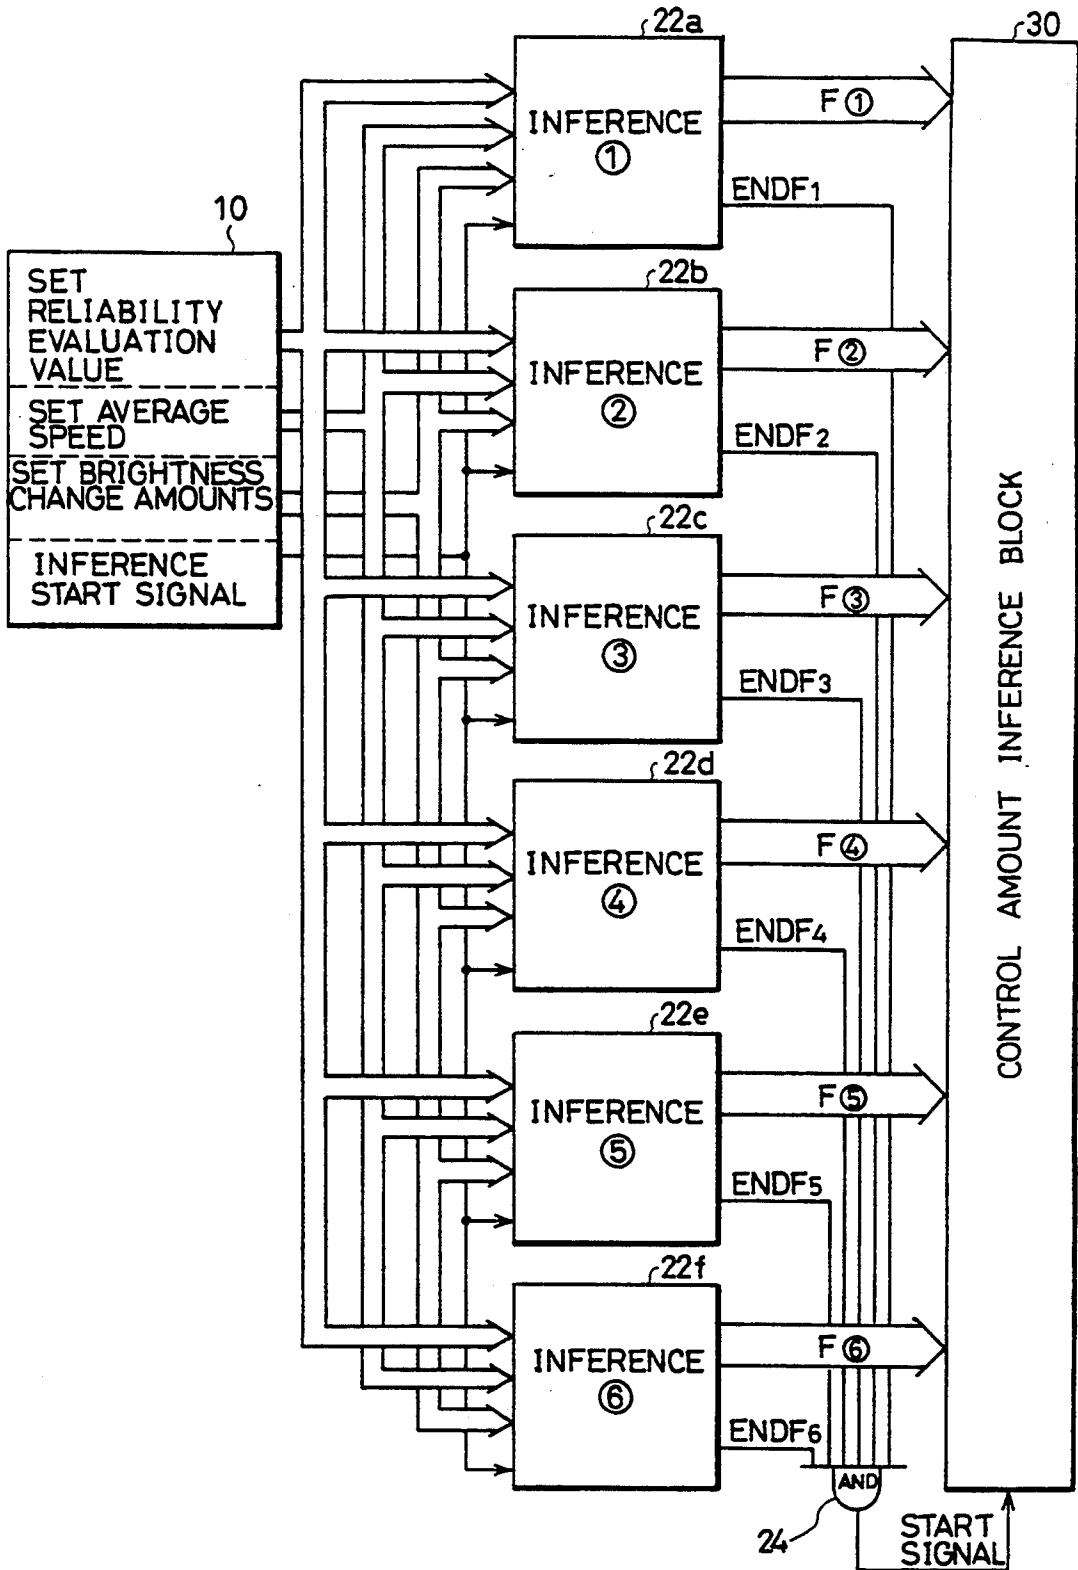 22a
30
INFERENCE
①
F①
ENDF1
10
SET
RELIABILITY
EVALUATION
VALUE
SET AVERAGE
SPEED
SET BRIGHTNESS
CHANGE AMOUNTS
INFERENCE
START SIGNAL
22b
INFERENCE
②
F②
ENDF2
22c
INFERENCE
③
F③
ENDF3
22d
INFERENCE
④
F④
ENDF4
22e
INFERENCE
⑤
F⑤
ENDF5
22f
INFERENCE
⑥
F⑥
ENDF6
CONTROL AMOUNT INFERENCE BLOCK
AND
24
START
SIGNAL